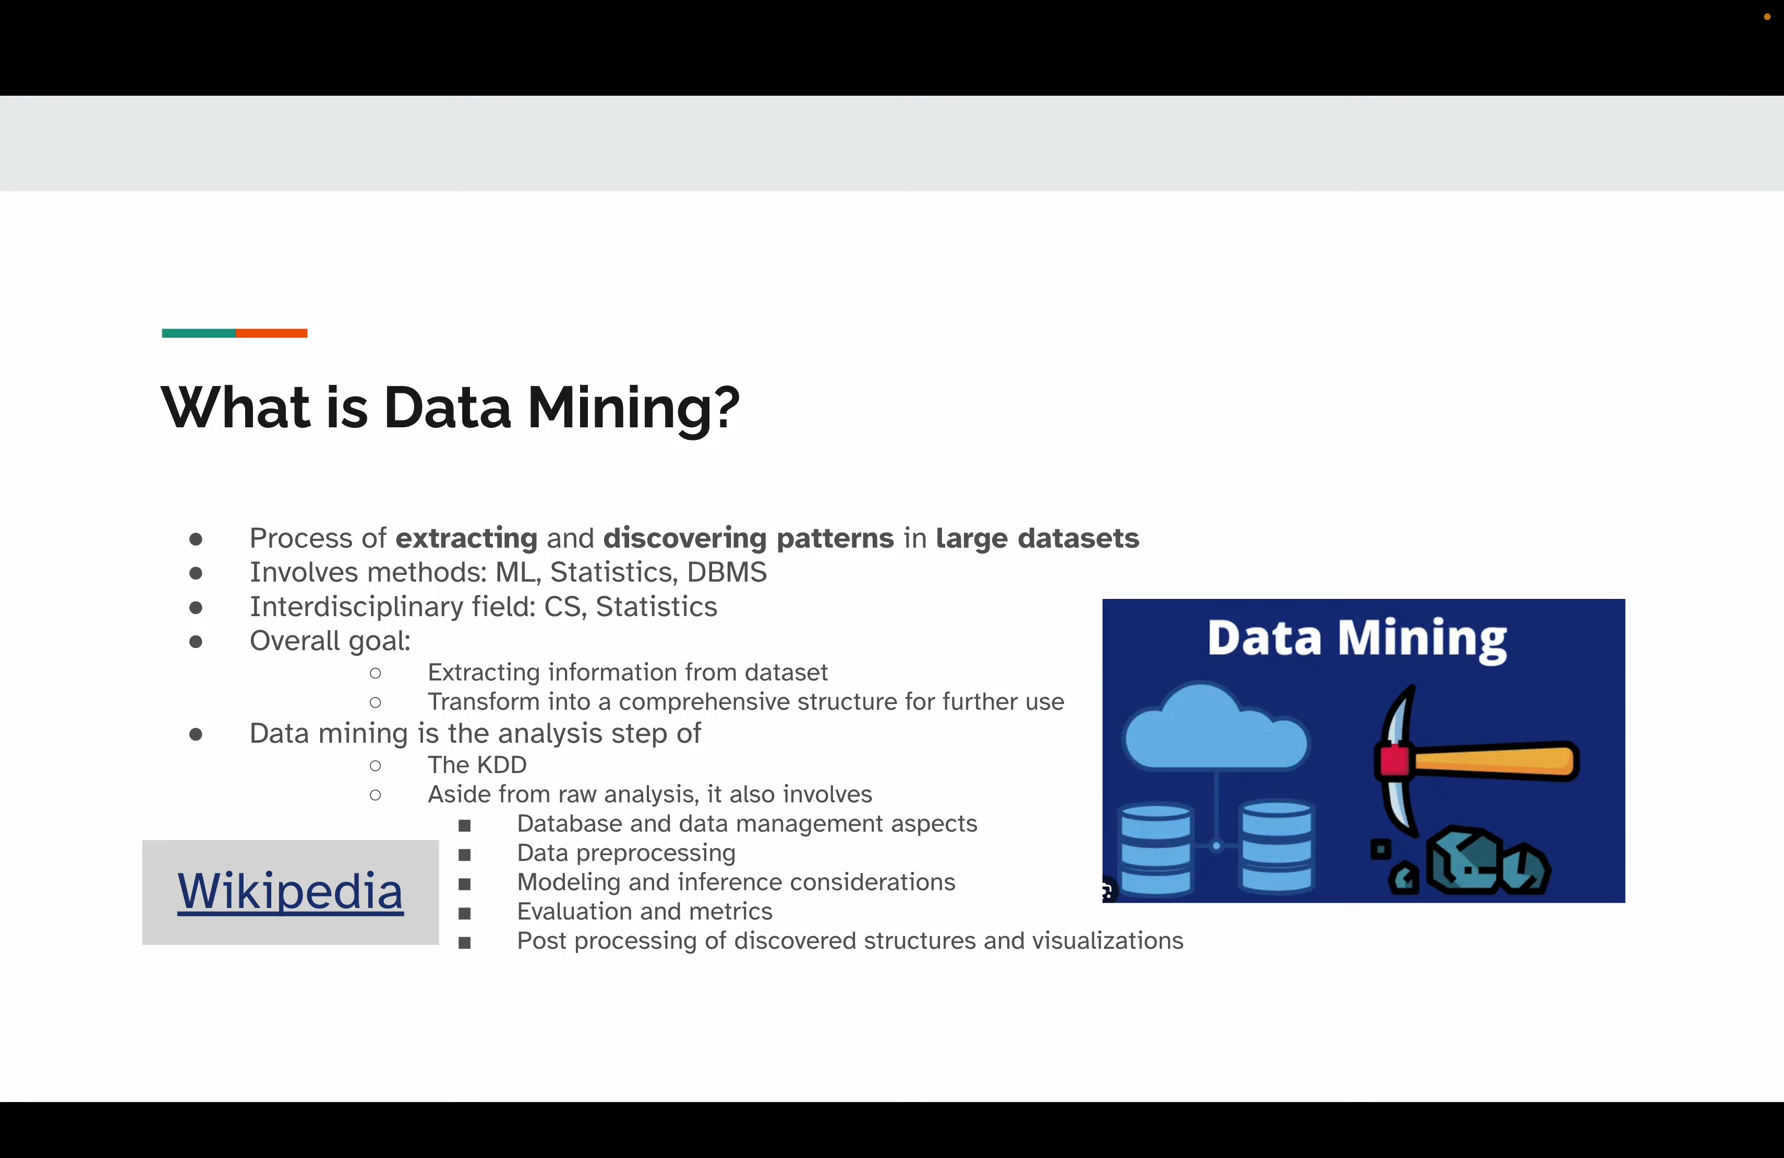 What is Data Mining?
● Process of extracting and discovering patterns in large datasets
● Involves methods: ML, Statistics, DBMS
● Interdisciplinary field: CS, Statistics
● Overall goal:
○ Extracting information from dataset
○ Transform into a comprehensive structure for further use
● Data mining is the analysis step of
○ The KDD
○ Aside from raw analysis, it also involves
■ Database and data management aspects
■ Data preprocessing
■ Modeling and inference considerations
■ Evaluation and metrics
■ Post processing of discovered structures and visualizations
Wikipedia
Data Mining